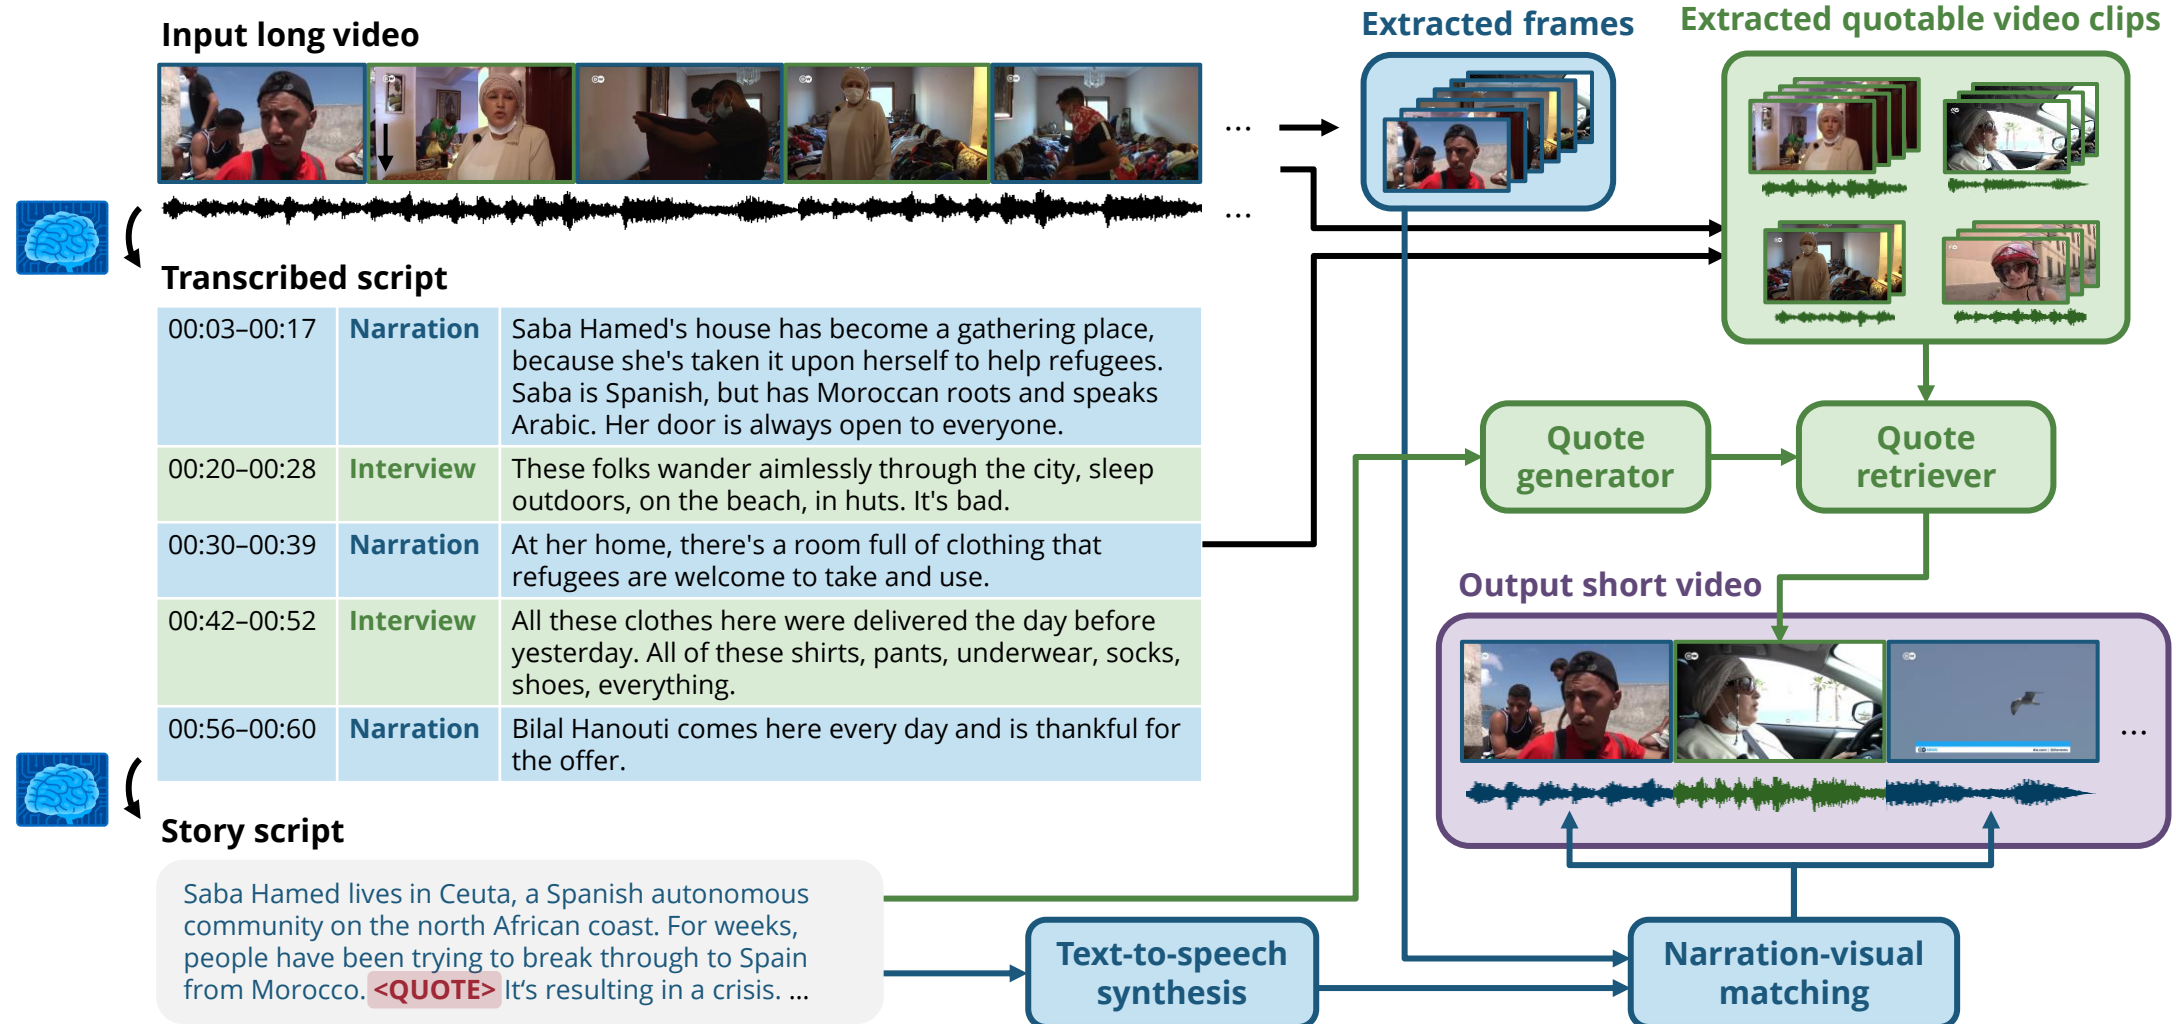 Input long video
...
...
Extracted frames
Extracted quotable video clips
Transcribed script
00:03–00:17 Narration Saba Hamed's house has become a gathering place,
because she's taken it upon herself to help refugees.
Saba is Spanish, but has Moroccan roots and speaks
Arabic. Her door is always open to everyone.
00:20–00:28 Interview These folks wander aimlessly through the city, sleep
outdoors, on the beach, in huts. It's bad.
00:30–00:39 Narration At her home, there's a room full of clothing that
refugees are welcome to take and use.
00:42–00:52 Interview All these clothes here were delivered the day before
yesterday. All of these shirts, pants, underwear, socks,
shoes, everything.
00:56–00:60 Narration Bilal Hanouti comes here every day and is thankful for
the offer.
Story script
Saba Hamed lives in Ceuta, a Spanish autonomous
community on the north African coast. For weeks,
people have been trying to break through to Spain
from Morocco. <QUOTE> It‘s resulting in a crisis. ...
Quote
generator
Quote
retriever
Output short video
...
Text-to-speech
synthesis
Narration-visual
matching